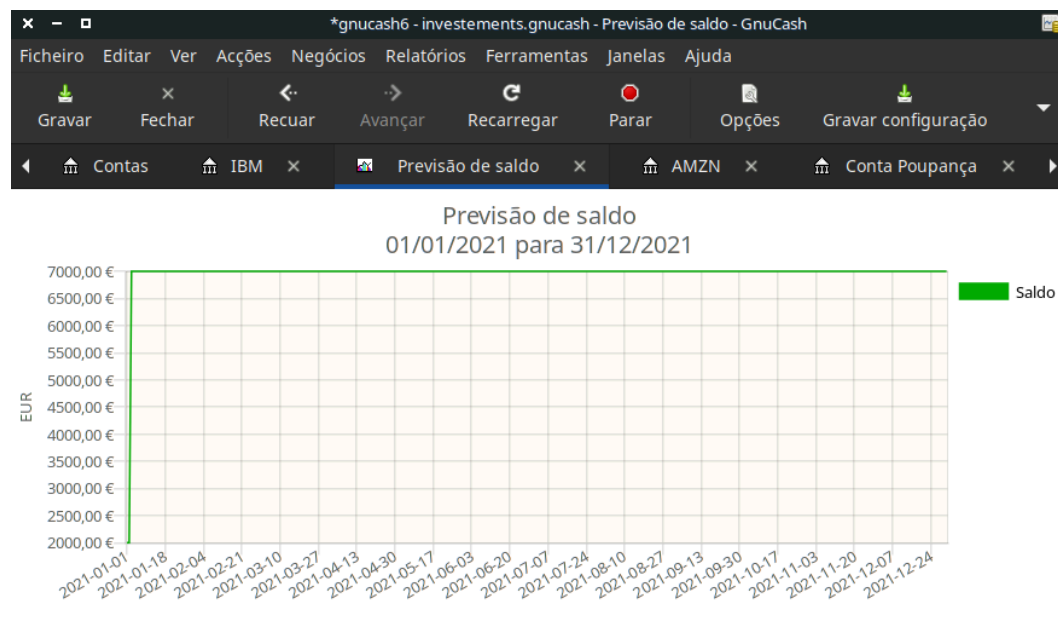 *gnucash6 - investements.gnucash - Previsão de saldo - GnuCash
Ficheiro Editar Ver Acções Negócios Relatórios Ferramentas Janelas Ajuda
Gravar Fechar Recuar Avançar Recarregar Parar Opções Gravar configuração
Contas IBM Previsão de saldo AMZN Conta Poupança
Previsão de saldo
01/01/2021 para 31/12/2021
7000,00 €
6500,00 €
6000,00 €
5500,00 €
5000,00 €
4500,00 €
4000,00 €
3500,00 €
3000,00 €
2500,00 €
2000,00 €
EUR
Saldo
2021-01-01 2021-01-18 2021-02-04 2021-02-21 2021-03-10 2021-03-27 2021-04-13 2021-04-30 2021-05-17 2021-06-03 2021-06-20 2021-07-07 2021-07-24 2021-08-10 2021-08-27 2021-09-13 2021-09-30 2021-10-17 2021-11-03 2021-11-20 2021-12-07 2021-12-24